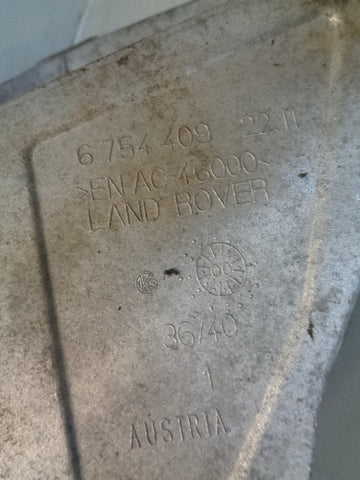 6 754 409 22.11
>EN AC-46000<
LAND ROVER
36/40
1
AUSTRIA